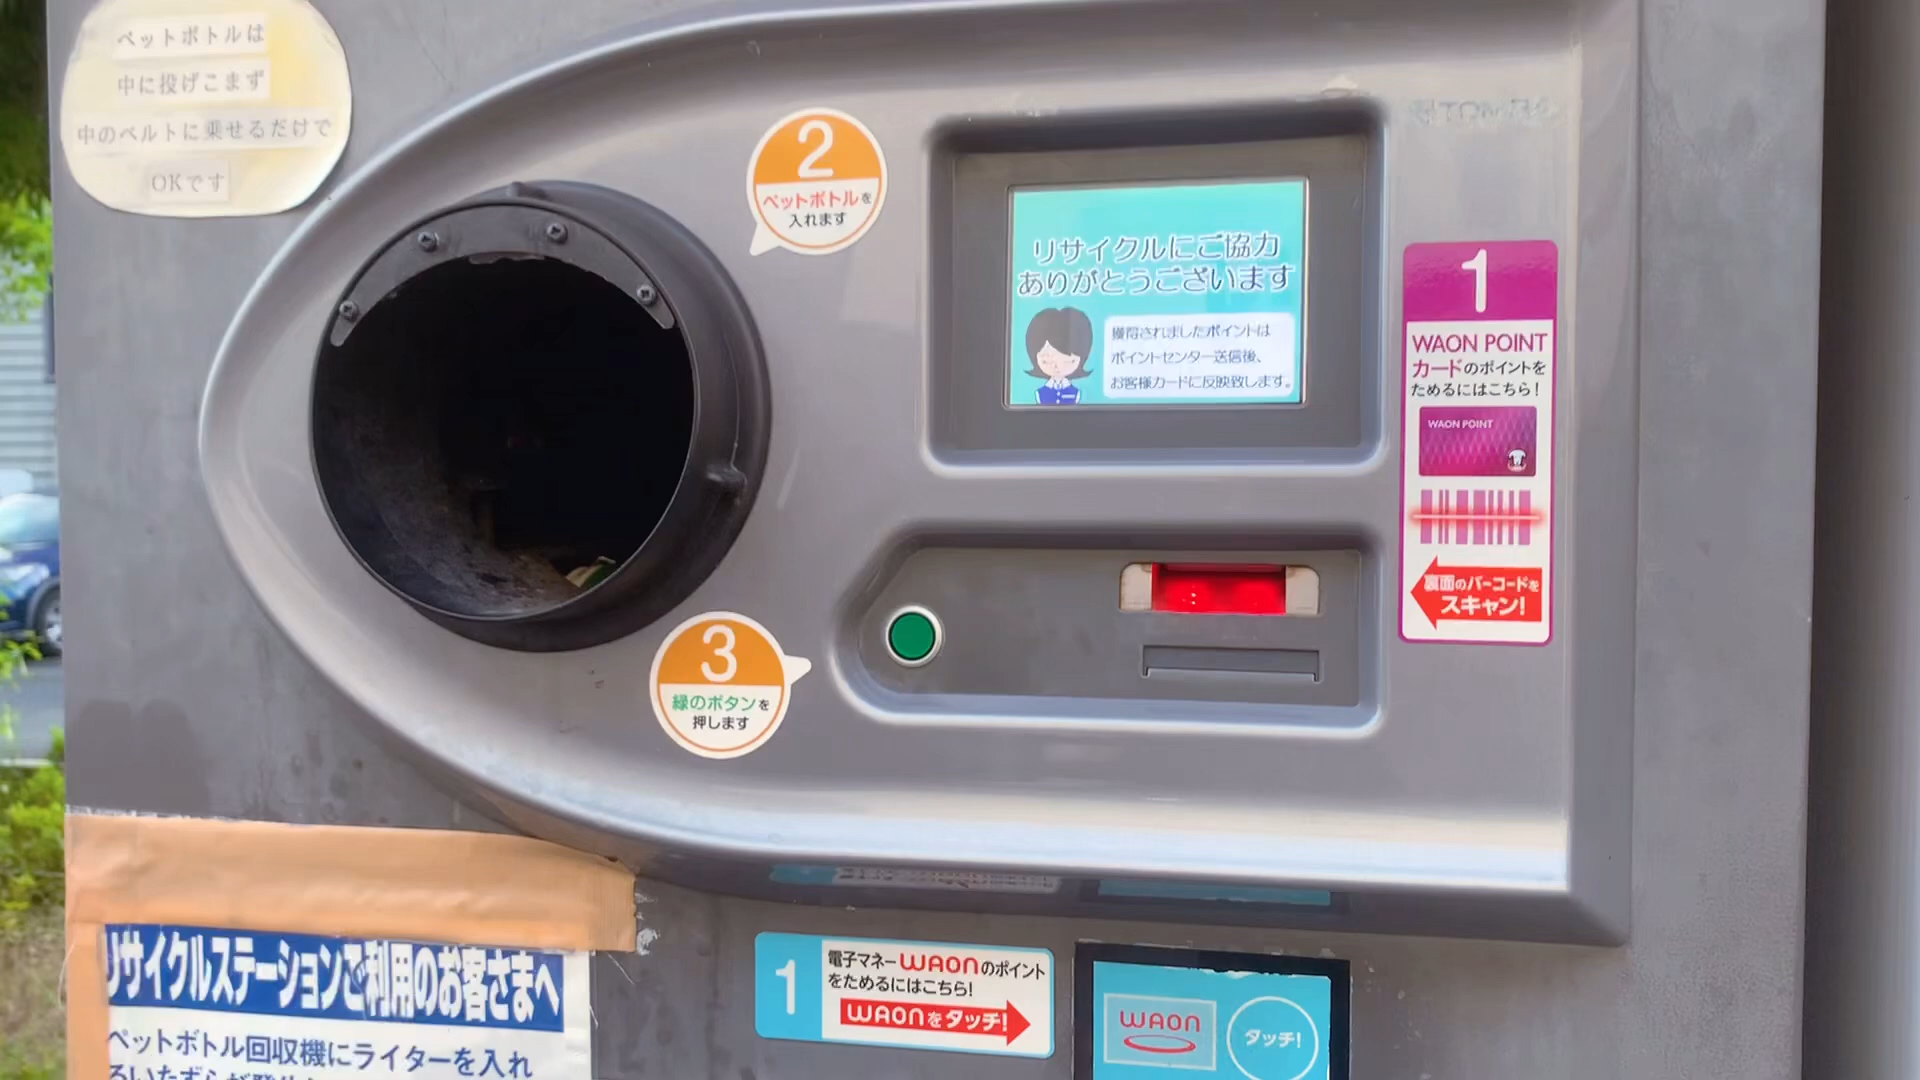 ペットボトルは
中に投げこまず
中のベルトに乗せるだけで
OKです
2
ペットボトルを
入れます
リサイクルにご協力
ありがとうございます
獲得されましたポイントは
ポイントセンター送信後、
お客様カードに反映致します。
1
WAON POINT
カードのポイントを
ためるにはこちら!
WAON POINT
裏面のバーコードを
スキャン!
3
緑のボタンを
押します
リサイクルステーションご利用のお客さまへ
ペットボトル回収機にライターを入れ
1
電子マネーWAONのポイント
をためるにはこちら!
WAONをタッチ!
WAON
タッチ!